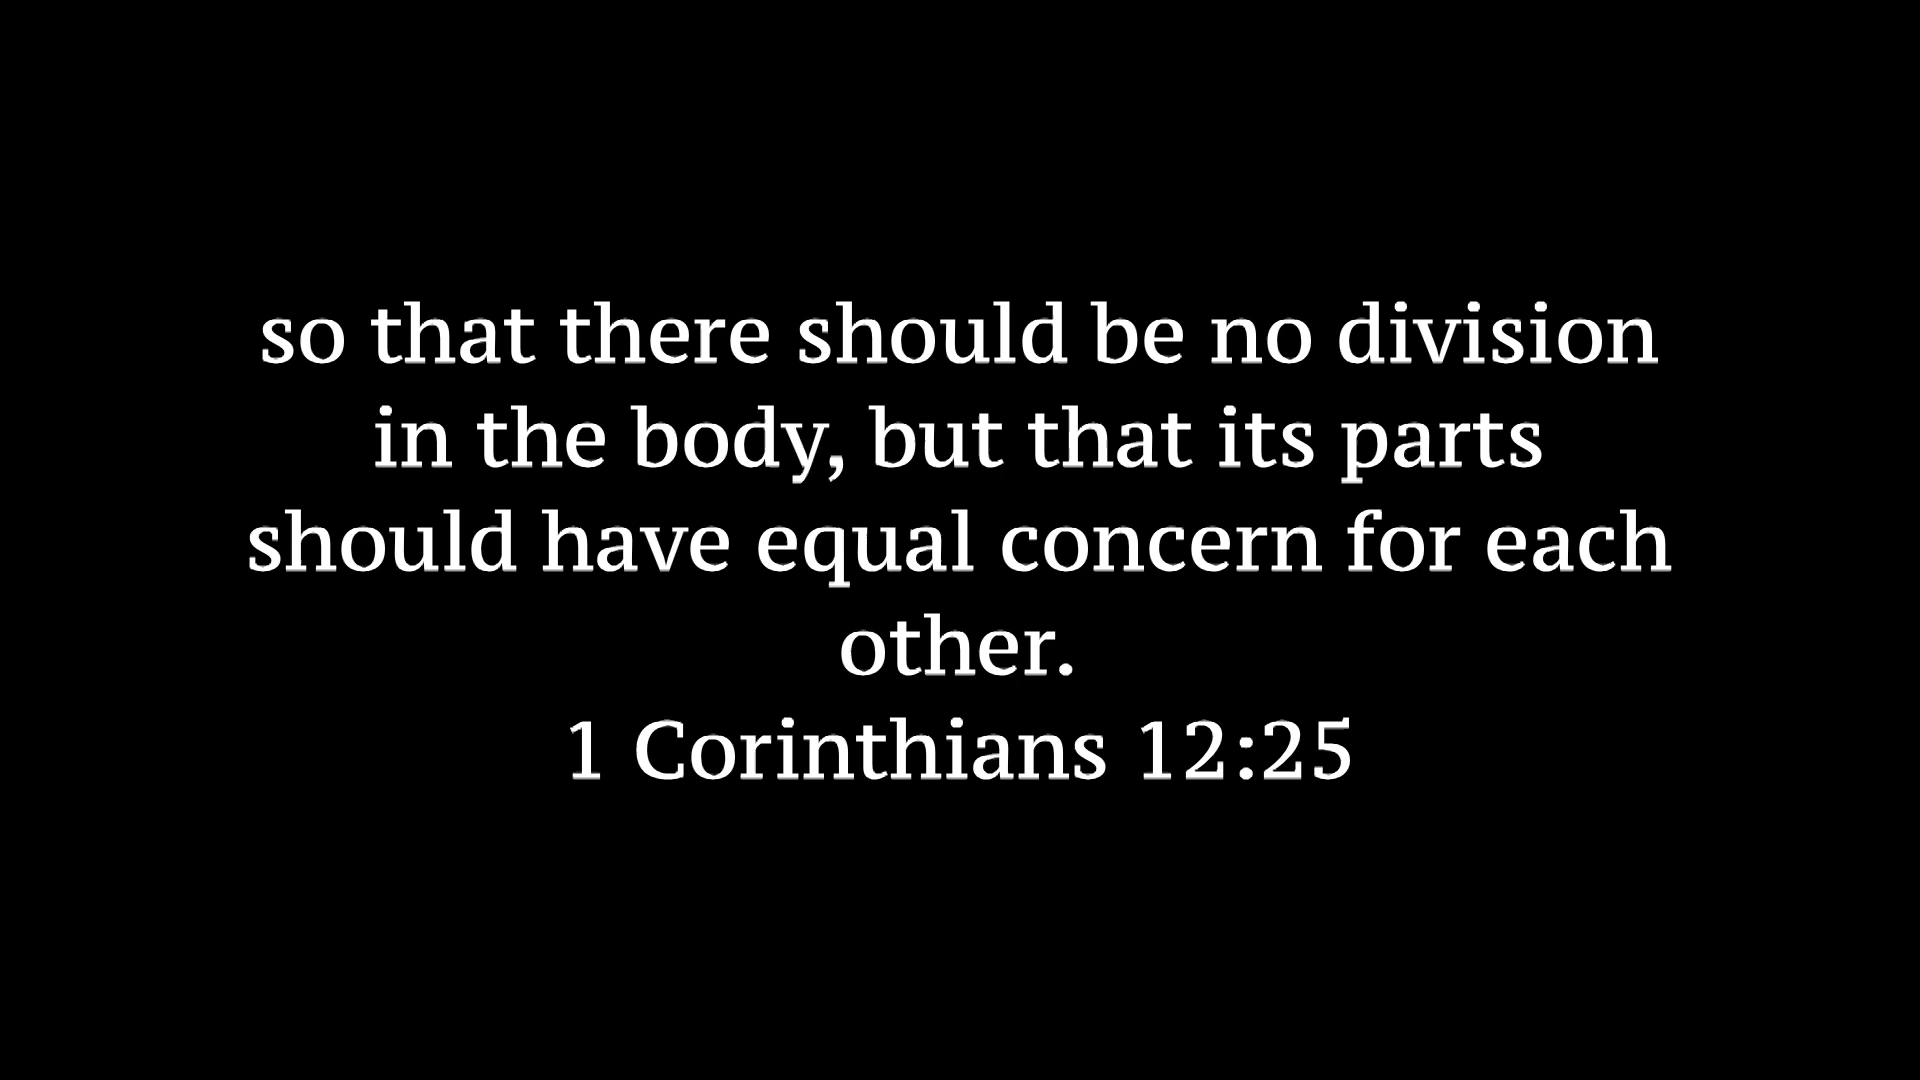 so that there should be no division
in the body, but that its parts
should have equal concern for each
other.
1 Corinthians 12:25